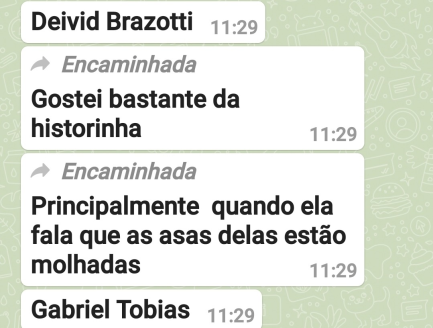 Deivid Brazotti 11:29
Encaminhada
Gostei bastante da
historinha 11:29
Encaminhada
Principalmente quando ela
fala que as asas delas estão
molhadas 11:29
Gabriel Tobias 11:29